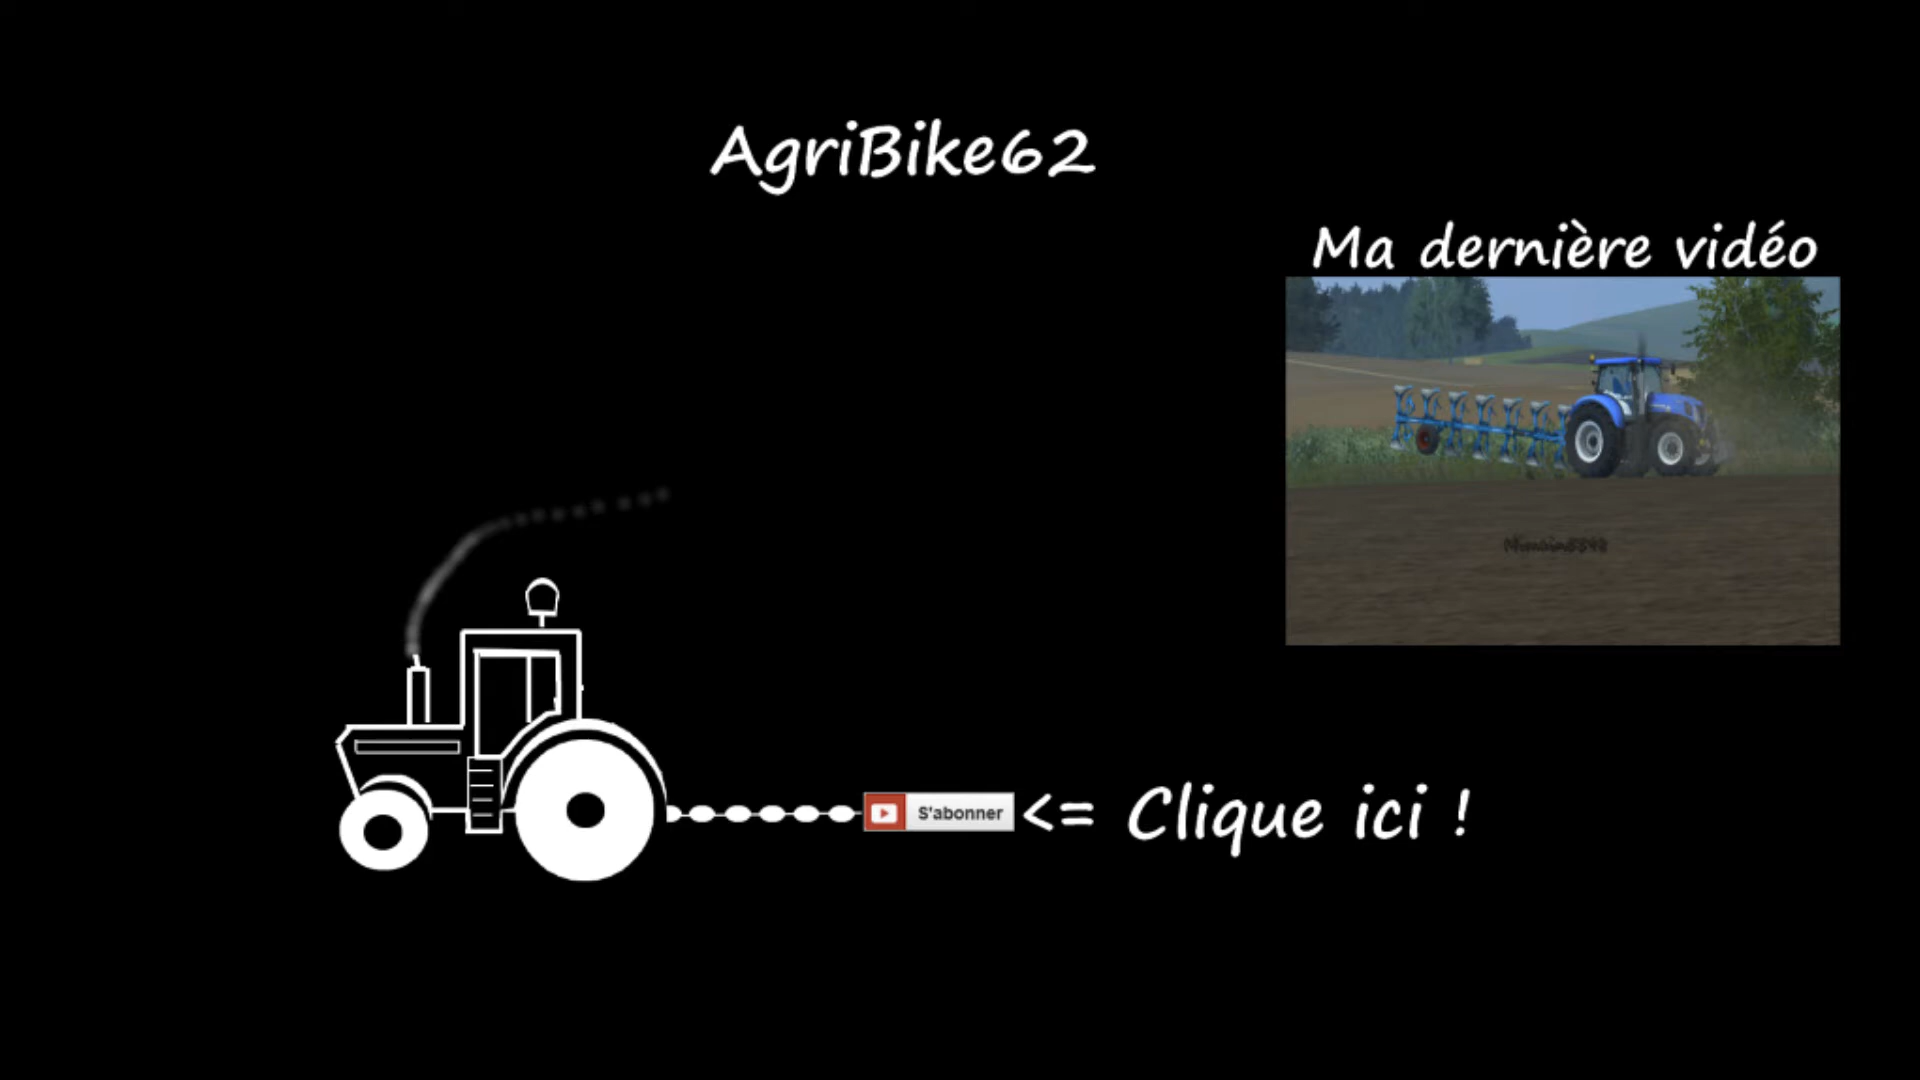 AgriBike62
Ma dernière vidéo
S'abonner <= Clique ici !